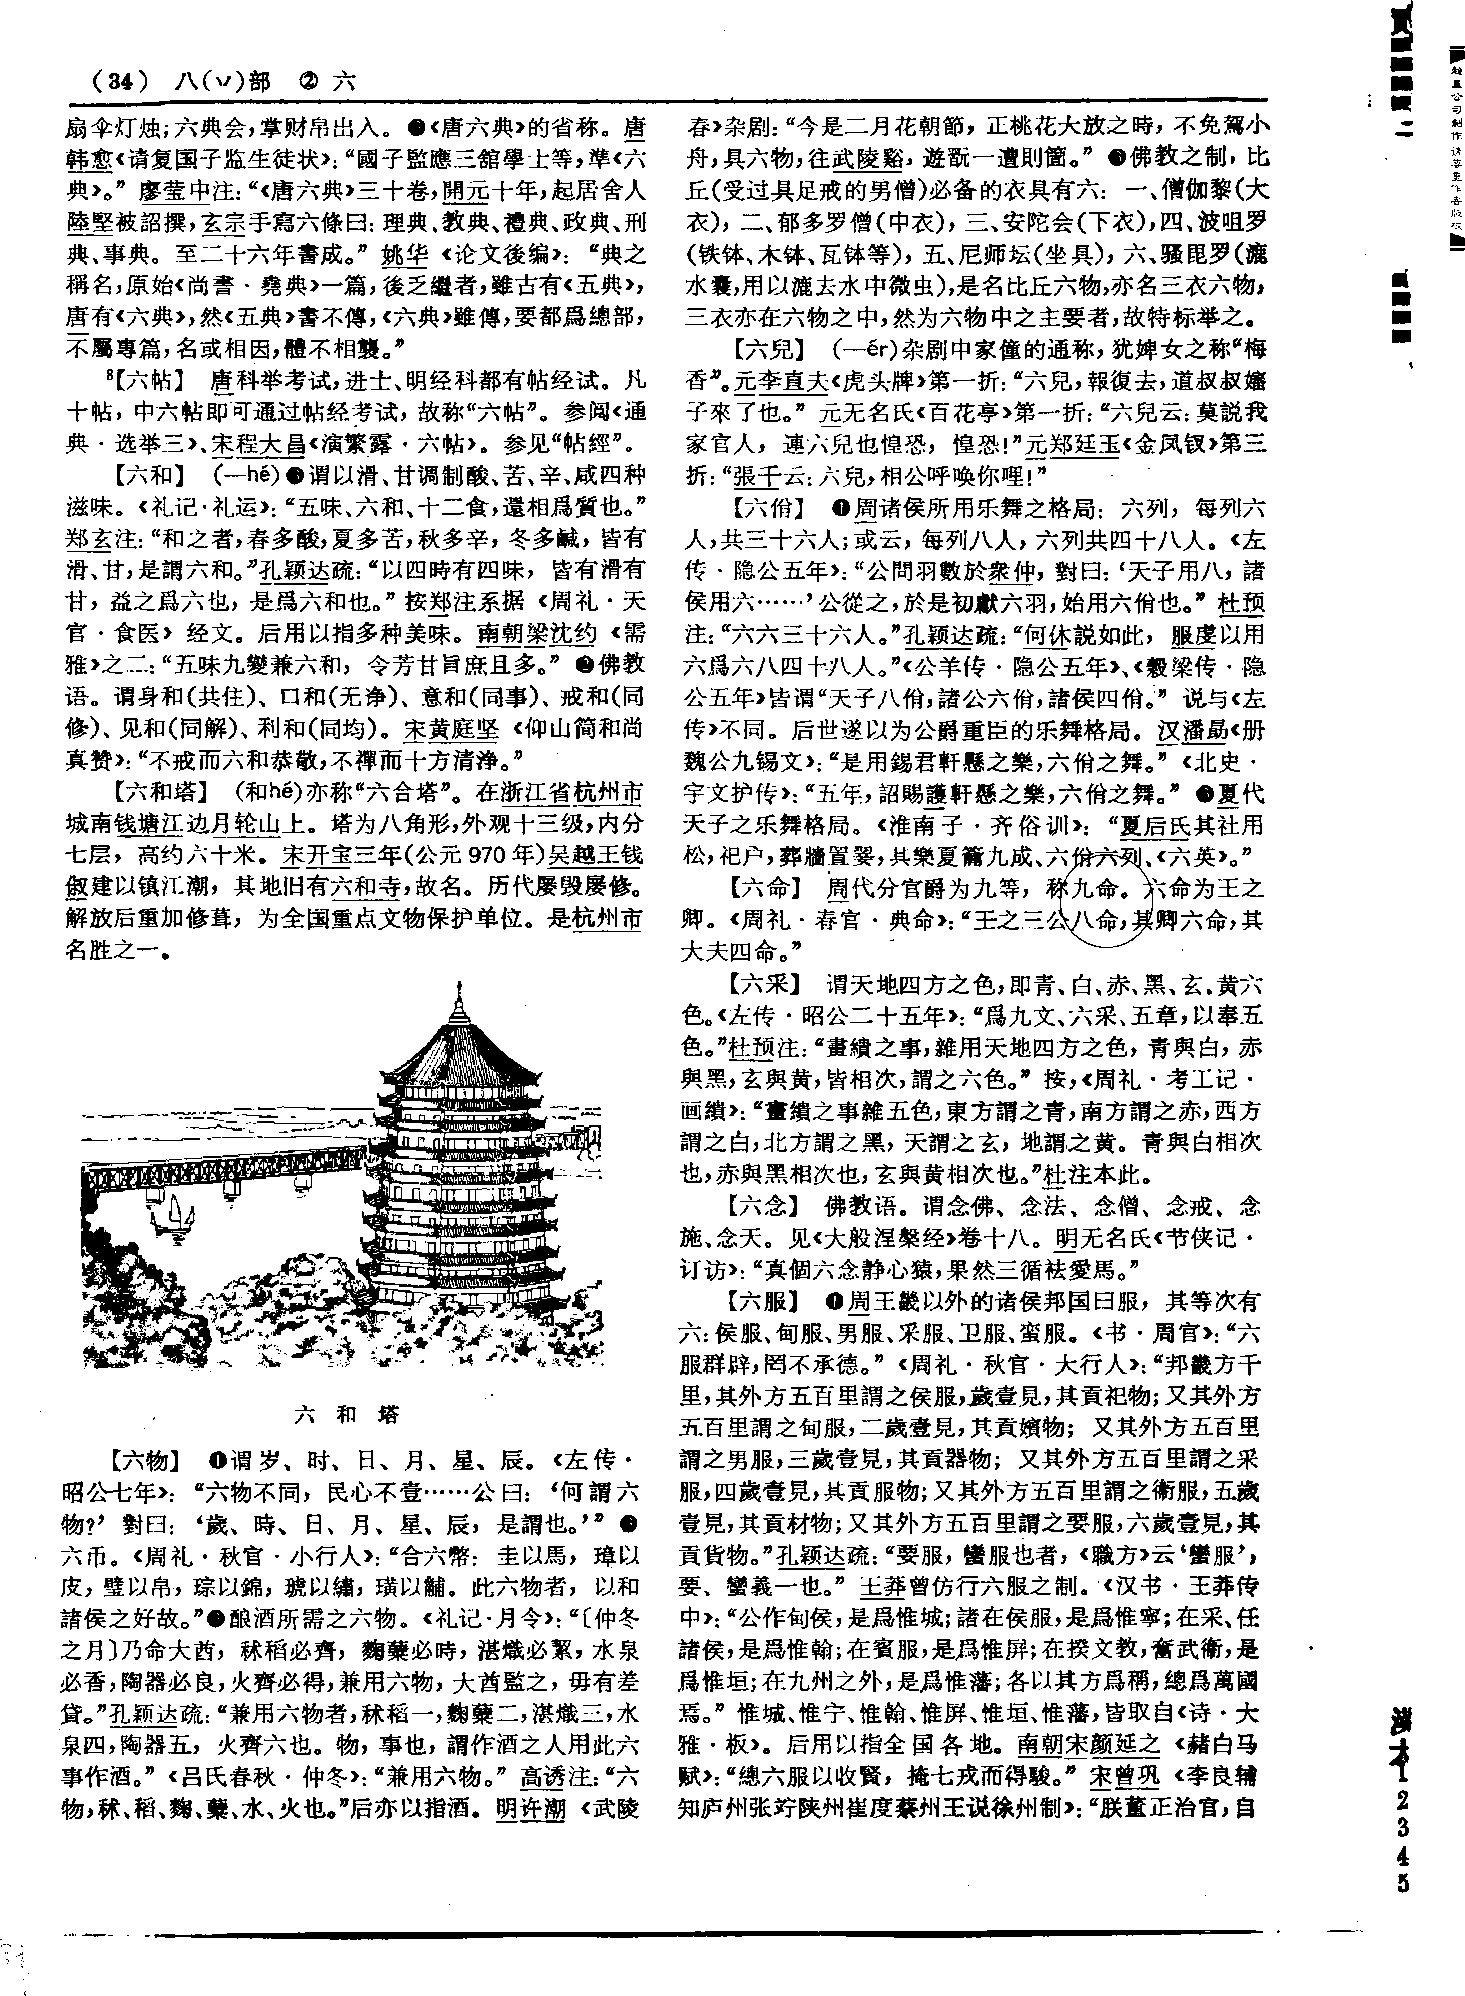 (34) 八(丷)部 ② 六
扇伞灯烛；六典会，掌财帛出入。❸《唐六典》的省称。唐
韩愈《请复国子监生徒状》：“國子監應三舘學士等，準《六
典》。”廖莹中注：“《唐六典》三十卷，開元十年，起居舍人
陸堅被詔撰，玄宗手寫六條曰：理典、教典、禮典、政典、刑
典、事典。至二十六年書成。”姚华《论文後编》：“典之
稱名，原始《尚書·堯典》一篇，後乏繼者，雖古有《五典》，
唐有《六典》，然《五典》書不傳，《六典》雖傳，要都爲總部，
不屬專篇，名或相因，體不相襲。”
8【六帖】 唐科举考试，进士、明经科都有帖经试。凡
十帖，中六帖即可通过帖经考试，故称“六帖”。参阅《通
典·选举三》、宋程大昌《演繁露·六帖》。参见“帖經”。
【六和】 (—hé)❶谓以滑、甘调制酸、苦、辛、咸四种
滋味。《礼记·礼运》：“五味、六和、十二食，還相爲質也。”
郑玄注：“和之者，春多酸，夏多苦，秋多辛，冬多鹹，皆有
滑、甘，是謂六和。”孔颖达疏：“以四時有四味，皆有滑有
甘，益之爲六也，是爲六和也。”按郑注系据《周礼·天
官·食医》经文。后用以指多种美味。南朝梁沈约《需
雅》之二：“五味九變兼六和，令芳甘旨庶且多。”❷佛教
语。谓身和(共住)、口和(无诤)、意和(同事)、戒和(同
修)、见和(同解)、利和(同均)。宋黄庭坚《仰山简和尚
真赞》：“不戒而六和恭敬，不禪而十方清淨。”
【六和塔】 (和hé)亦称“六合塔”。在浙江省杭州市
城南钱塘江边月轮山上。塔为八角形，外观十三级，内分
七层，高约六十米。宋开宝三年(公元970年)吴越王钱
俶建以镇江潮，其地旧有六和寺，故名。历代屡毁屡修。
解放后重加修葺，为全国重点文物保护单位。是杭州市
名胜之一。
六 和 塔
【六物】 ❶谓岁、时、日、月、星、辰。《左传·
昭公七年》：“六物不同，民心不壹……公曰：‘何謂六
物？’對曰：‘歲、時、日、月、星、辰，是謂也。’”❷
六币。《周礼·秋官·小行人》：“合六幣：圭以馬，璋以
皮，璧以帛，琮以錦，琥以繡，璜以黼。此六物者，以和
諸侯之好故。”❸酿酒所需之六物。《礼记·月令》：“〔仲冬
之月〕乃命大酋，秫稻必齊，麴糵必時，湛熾必絜，水泉
必香，陶器必良，火齊必得，兼用六物，大酋監之，毋有差
貸。”孔颖达疏：“兼用六物者，秫稻一，麴糵二，湛熾三，水
泉四，陶器五，火齊六也。物，事也，謂作酒之人用此六
事作酒。”《吕氏春秋·仲冬》：“兼用六物。”高诱注：“六
物，秫、稻、麴、糵、水、火也。”后亦以指酒。明许潮《武陵
春》杂剧：“今是二月花朝節，正桃花大放之時，不免駕小
舟，具六物，往武陵谿，遊翫一遭則箇。”❹佛教之制，比
丘(受过具足戒的男僧)必备的衣具有六：一、僧伽黎(大
衣)，二、郁多罗僧(中衣)，三、安陀会(下衣)，四、波咀罗
(铁钵、木钵、瓦钵等)，五、尼师坛(坐具)，六、骚毘罗(漉
水囊，用以漉去水中微虫)，是名比丘六物，亦名三衣六物，
三衣亦在六物之中，然为六物中之主要者，故特标举之。
【六兒】 (—ér)杂剧中家僮的通称，犹婢女之称“梅
香”。元李直夫《虎头牌》第一折：“六兒，報復去，道叔叔嬸
子來了也。”元无名氏《百花亭》第一折：“六兒云：莫説我
家官人，連六兒也惶恐，惶恐！”元郑廷玉《金凤钗》第三
折：“張千云：六兒，相公呼唤你哩！”
【六佾】 ❶周诸侯所用乐舞之格局：六列，每列六
人，共三十六人；或云，每列八人，六列共四十八人。《左
传·隐公五年》：“公問羽數於衆仲，對曰：‘天子用八，諸
侯用六……’公從之，於是初獻六羽，始用六佾也。”杜预
注：“六六三十六人。”孔颖达疏：“何休説如此，服虔以用
六爲六八四十八人。”《公羊传·隐公五年》、《穀梁传·隐
公五年》皆谓“天子八佾，諸公六佾，諸侯四佾。”说与《左
传》不同。后世遂以为公爵重臣的乐舞格局。汉潘勗《册
魏公九锡文》：“是用錫君軒懸之樂，六佾之舞。”《北史·
宇文护传》：“五年，詔賜護軒懸之樂，六佾之舞。”❷夏代
天子之乐舞格局。《淮南子·齐俗训》：“夏后氏其社用
松，祀户，葬牆置翣，其樂夏籥九成、六佾六列、《六英》。”
【六命】 周代分官爵为九等，称九命。六命为王之
卿。《周礼·春官·典命》：“王之三公八命，其卿六命，其
大夫四命。”
【六采】 谓天地四方之色，即青、白、赤、黑、玄、黄六
色。《左传·昭公二十五年》：“爲九文、六采、五章，以奉五
色。”杜预注：“畫繢之事，雜用天地四方之色，青與白，赤
與黑，玄與黄，皆相次，謂之六色。”按，《周礼·考工记·
画缋》：“畫繢之事雜五色，東方謂之青，南方謂之赤，西方
謂之白，北方謂之黑，天謂之玄，地謂之黄。青與白相次
也，赤與黑相次也，玄與黄相次也。”杜注本此。
【六念】 佛教语。谓念佛、念法、念僧、念戒、念
施、念天。见《大般涅槃经》卷十八。明无名氏《节侠记·
订访》：“真個六念静心猿，果然三循祛愛馬。”
【六服】 ❶周王畿以外的诸侯邦国曰服，其等次有
六：侯服、甸服、男服、采服、卫服、蛮服。《书·周官》：“六
服群辟，罔不承德。”《周礼·秋官·大行人》：“邦畿方千
里，其外方五百里謂之侯服，歲壹見，其貢祀物；又其外方
五百里謂之甸服，二歲壹見，其貢嬪物；又其外方五百里
謂之男服，三歲壹見，其貢器物；又其外方五百里謂之采
服，四歲壹見，其貢服物；又其外方五百里謂之衛服，五歲
壹見，其貢材物；又其外方五百里謂之要服，六歲壹見，其
貢貨物。”孔颖达疏：“要服，蠻服也者，《職方》云‘蠻服’，
要、蠻義一也。”王莽曾仿行六服之制。《汉书·王莽传
中》：“公作甸侯，是爲惟城；諸在侯服，是爲惟寧；在采、任
諸侯，是爲惟翰；在賓服，是爲惟屏；在揆文教，奮武衛，是
爲惟垣；在九州之外，是爲惟藩；各以其方爲稱，總爲萬國
焉。”惟城、惟宁、惟翰、惟屏、惟垣、惟藩，皆取自《诗·大
雅·板》。后用以指全国各地。南朝宋颜延之《赭白马
赋》：“總六服以收賢，掩七戎而得駿。”宋曾巩《李良辅
知庐州张竚陕州崔度蔡州王说徐州制》：“朕董正治官，自
12345